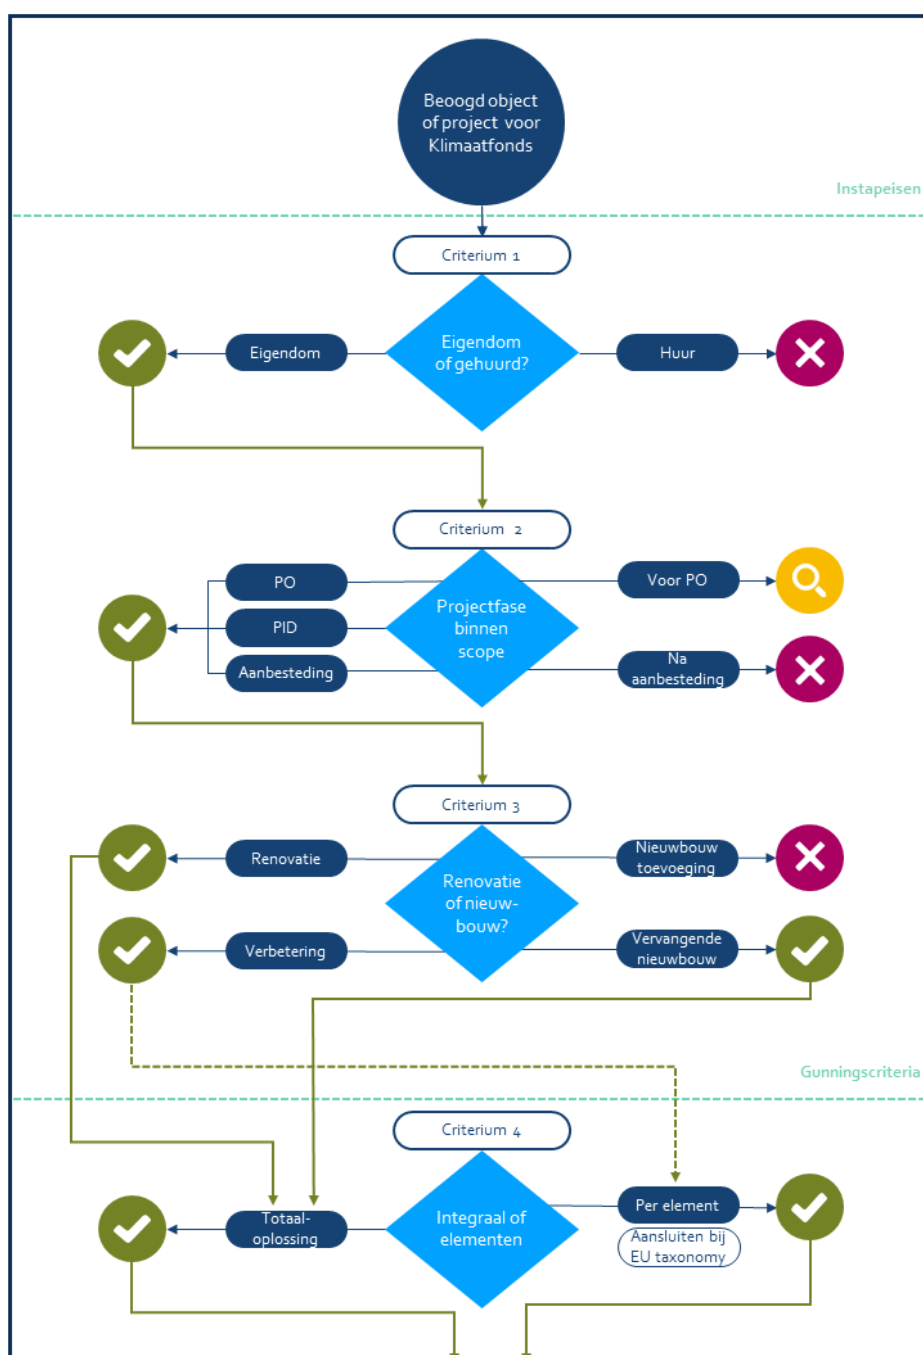 Beoogd object
of project voor
Klimaatfonds
Instapeisen
Criterium 1
Eigendom
Eigendom
of gehuurd?
Huur
Criterium 2
PO
Voor PO
PID
Projectfase
binnen
scope
Aanbesteding
Na
aanbesteding
Criterium 3
Renovatie
Nieuwbouw
toevoeging
Renovatie
of nieuw-
bouw?
Verbetering
Vervangende
nieuwbouw
Gunningscriteria
Criterium 4
Totaal-
oplossing
Integraal of
elementen
Per element
Aansluiten bij
EU taxonomy